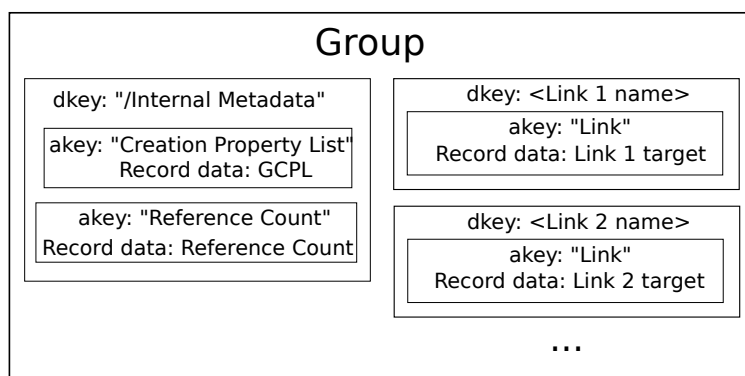 Group
dkey: "/Internal Metadata"
akey: "Creation Property List"
Record data: GCPL
akey: "Reference Count"
Record data: Reference Count
dkey: <Link 1 name>
akey: "Link"
Record data: Link 1 target
dkey: <Link 2 name>
akey: "Link"
Record data: Link 2 target
...